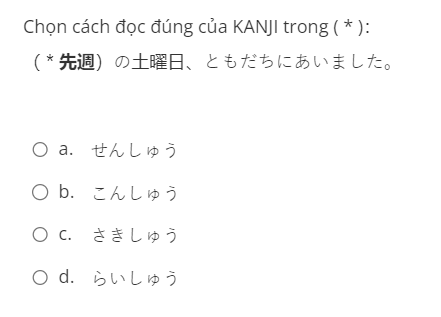 Chọn cách đọc đúng của KANJI trong ( * ):
( * 先週）の土曜日、ともだちにあいました。
a. せんしゅう
b. こんしゅう
c. さきしゅう
d. らいしゅう